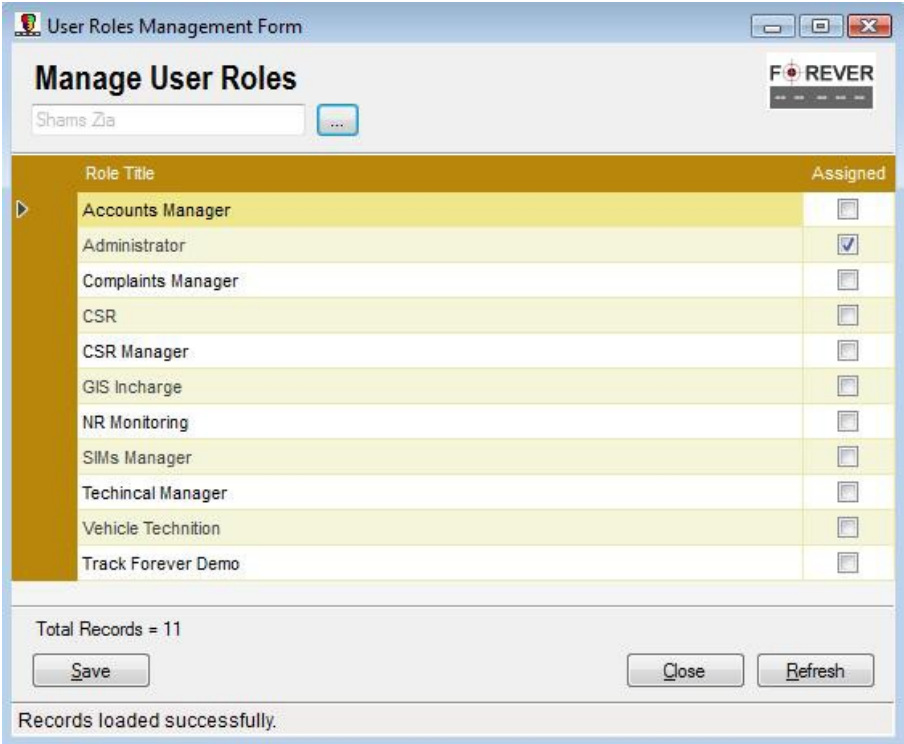 User Roles Management Form
Manage User Roles
F REVER
Shams Zia
...
Role Title Assigned
Accounts Manager
Administrator
Complaints Manager
CSR
CSR Manager
GIS Incharge
NR Monitoring
SIMs Manager
Techincal Manager
Vehicle Technition
Track Forever Demo
Total Records = 11
Save Close Refresh
Records loaded successfully.